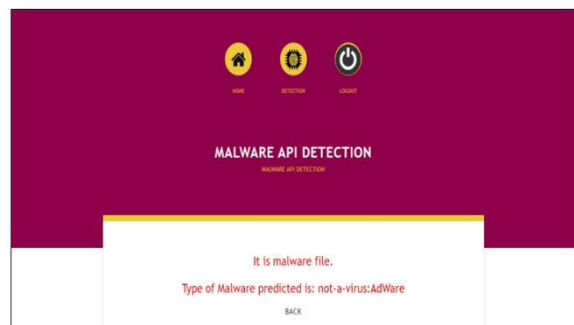 HOME DETECTION LOGOUT
MALWARE API DETECTION
MALWARE API DETECTION
It is malware file.
Type of Malware predicted is: not-a-virus:AdWare
BACK